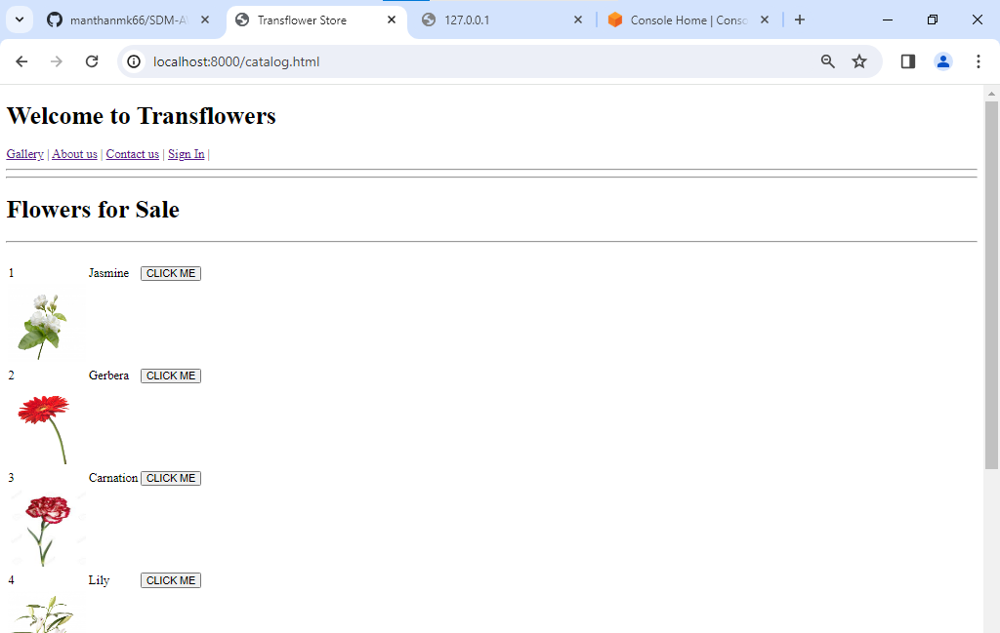 manthanmk66/SDM-A
Transflower Store
127.0.0.1
Console Home | Conso
localhost:8000/catalog.html
Welcome to Transflowers
Gallery | About us | Contact us | Sign In |
Flowers for Sale
1 Jasmine CLICK ME
2 Gerbera CLICK ME
3 Carnation CLICK ME
4 Lily CLICK ME